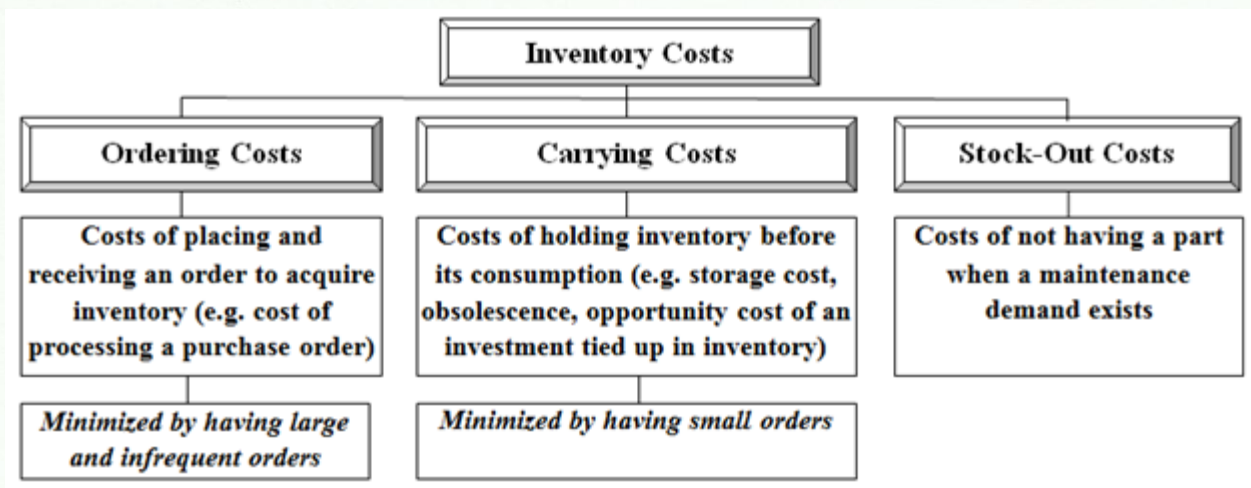 Inventory Costs
Ordering Costs
Costs of placing and
receiving an order to acquire
inventory (e.g. cost of
processing a purchase order)
Minimized by having large
and infrequent orders
Carrying Costs
Costs of holding inventory before
its consumption (e.g. storage cost,
obsolescence, opportunity cost of an
investment tied up in inventory)
Minimized by having small orders
Stock-Out Costs
Costs of not having a part
when a maintenance
demand exists